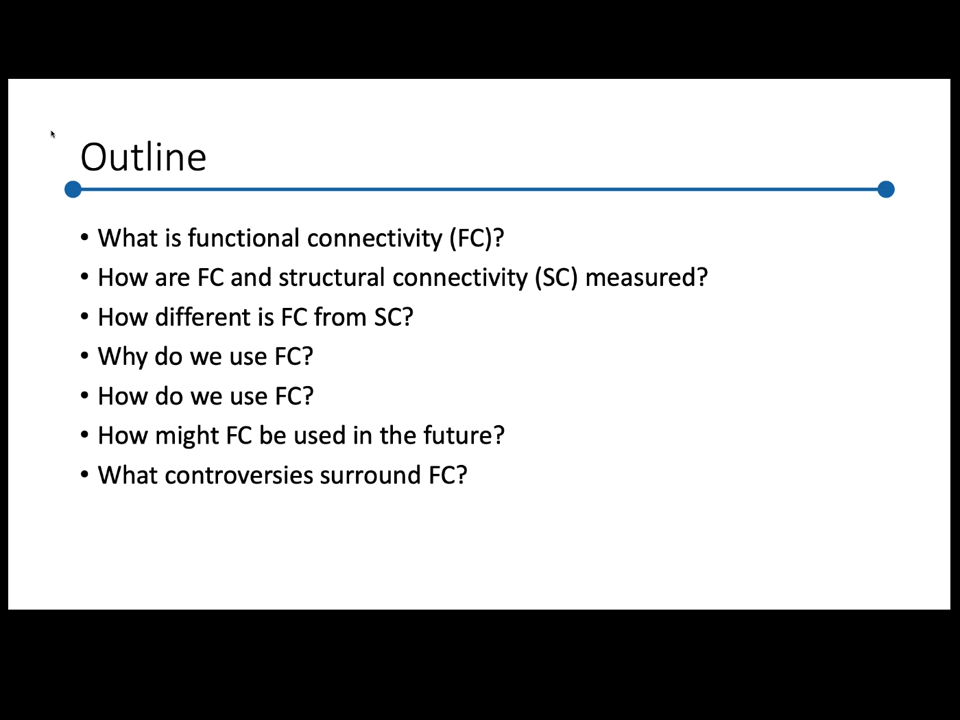 Outline
• What is functional connectivity (FC)?
• How are FC and structural connectivity (SC) measured?
• How different is FC from SC?
• Why do we use FC?
• How do we use FC?
• How might FC be used in the future?
• What controversies surround FC?